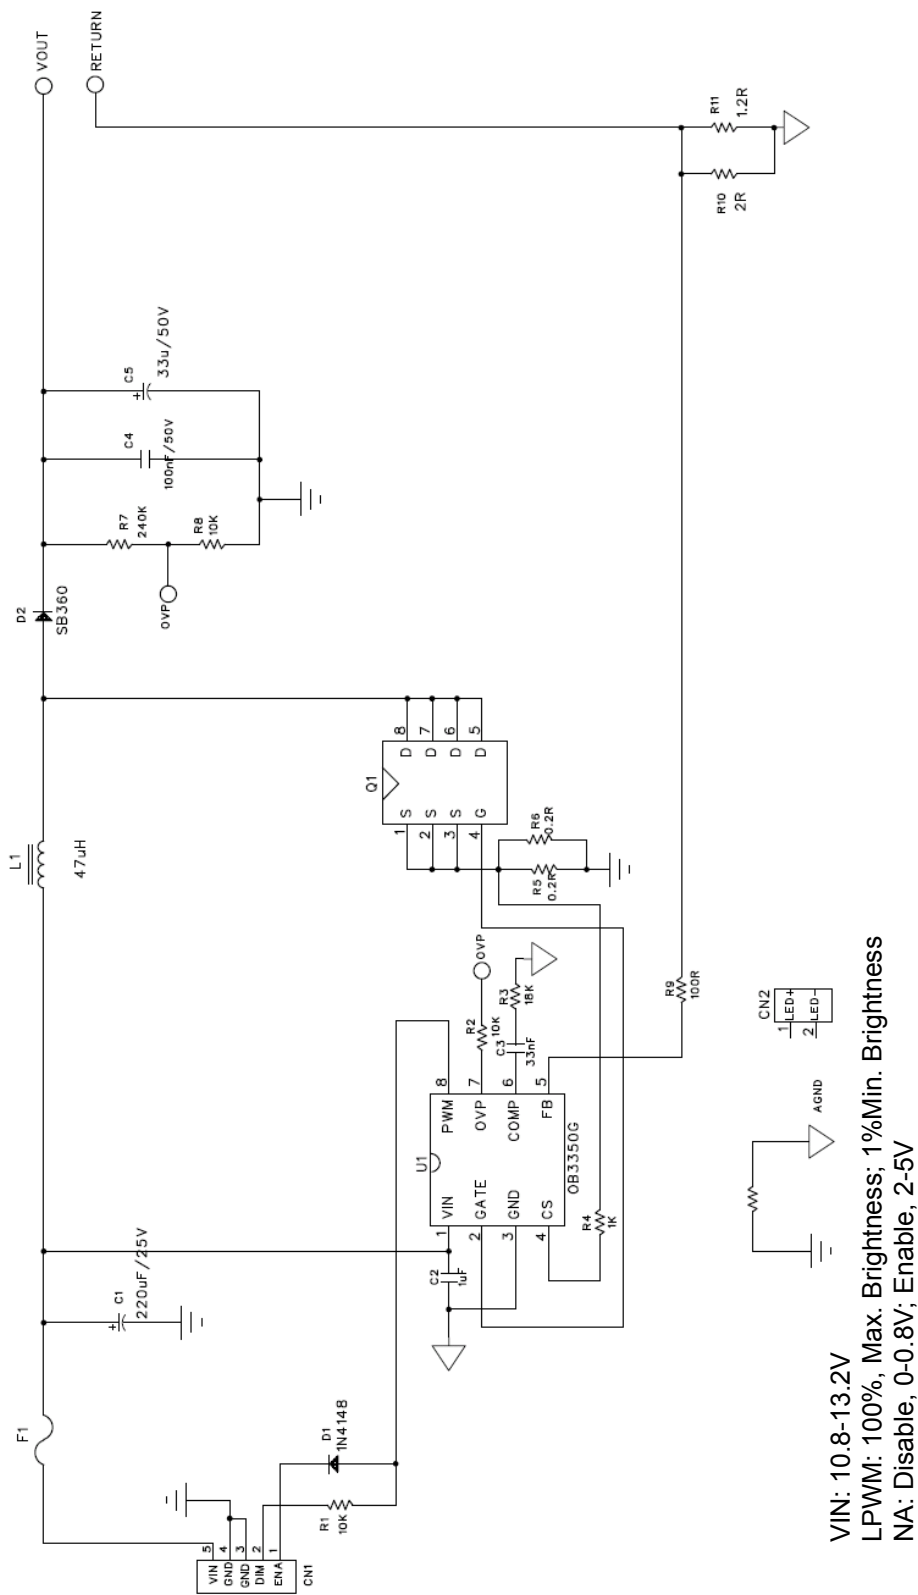 VOUT
RETURN
R11
1.2R
R10
2R
C5
33u/50V
C4
100nF/50V
R7
240K
R8
10K
OVP
D2
SB360
L1
47uH
Q1
8 7 6 5
D D D D
S S S G
1 2 3 4
R6
0.2R
R5
0.2R
OVP
R2
10K
R3
18K
C3
33nF
R9
100R
U1
8 7 6 5
PWM OVP COMP FB
VIN GATE GND CS
1 2 3 4
OB3350G
R4
1K
C2
1uF
C1
220uF/25V
F1
D1
1N4148
R1
10K
5 VIN
4 GND
3 GND
2 DIM
1 ENA
CN1
CN2
1 LED+
2 LED-
AGND
VIN: 10.8-13.2V
LPWM: 100%, Max. Brightness; 1%Min. Brightness
NA: Disable, 0-0.8V; Enable, 2-5V